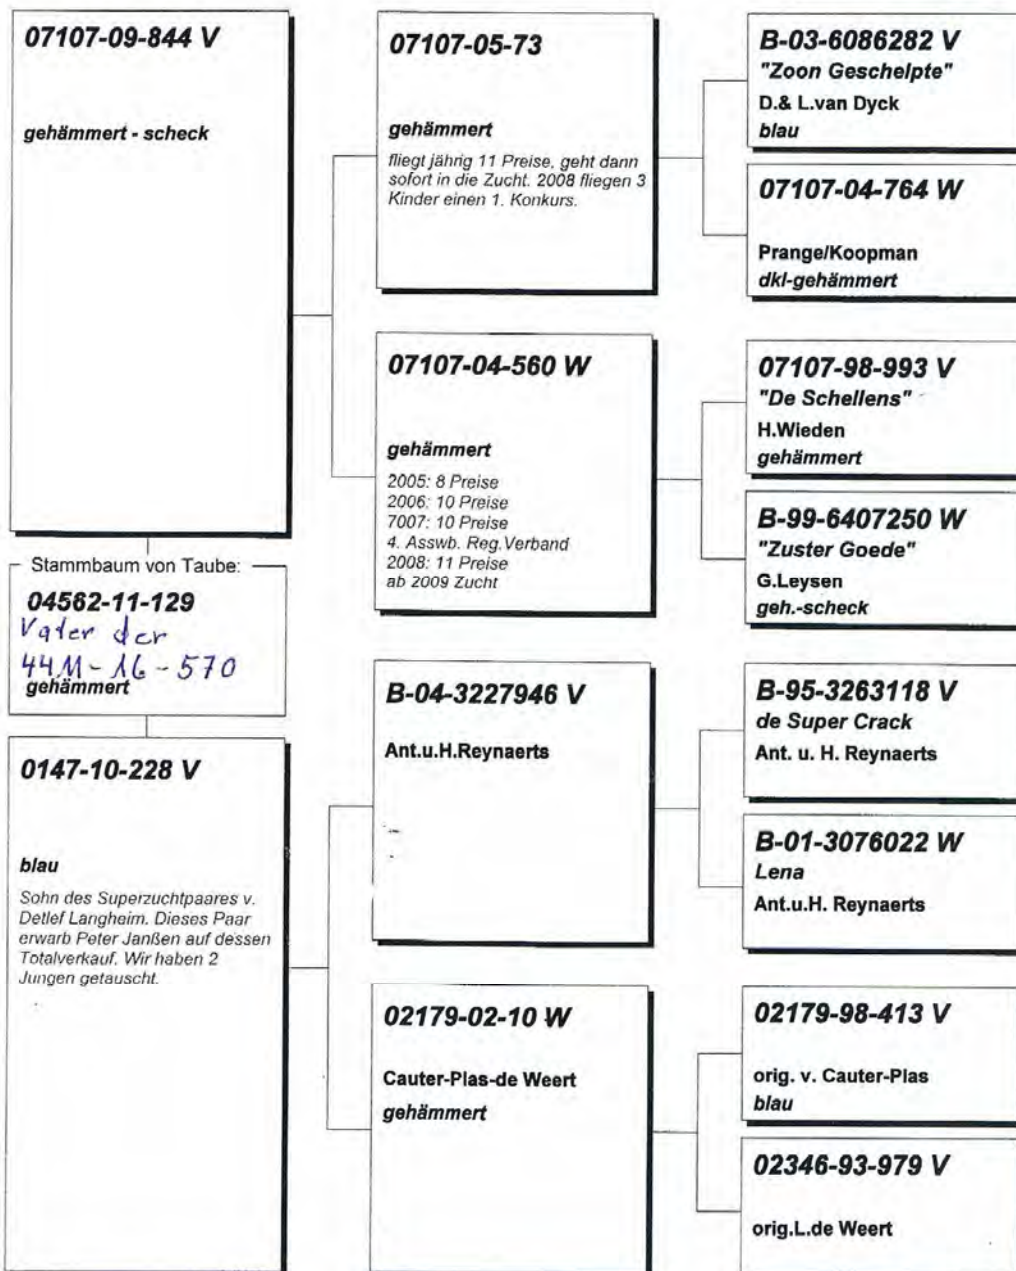 07107-09-844 V
gehämmert - scheck
Stammbaum von Taube:
04562-11-129
Vater der
44M-16-570
gehämmert
0147-10-228 V
blau
Sohn des Superzuchtpaares v.
Detlef Langheim. Dieses Paar
erwarb Peter Janßen auf dessen
Totalverkauf. Wir haben 2
Jungen getauscht.
07107-05-73
gehämmert
fliegt jährig 11 Preise, geht dann
sofort in die Zucht. 2008 fliegen 3
Kinder einen 1. Konkurs.
07107-04-560 W
gehämmert
2005: 8 Preise
2006: 10 Preise
7007: 10 Preise
4. Asswb. Reg.Verband
2008: 11 Preise
ab 2009 Zucht
B-04-3227946 V
Ant.u.H.Reynaerts
02179-02-10 W
Cauter-Plas-de Weert
gehämmert
B-03-6086282 V
"Zoon Geschelpte"
D.& L.van Dyck
blau
07107-04-764 W
Prange/Koopman
dkl-gehämmert
07107-98-993 V
"De Schellens"
H.Wieden
gehämmert
B-99-6407250 W
"Zuster Goede"
G.Leysen
geh.-scheck
B-95-3263118 V
de Super Crack
Ant. u. H. Reynaerts
B-01-3076022 W
Lena
Ant.u.H. Reynaerts
02179-98-413 V
orig. v. Cauter-Plas
blau
02346-93-979 V
orig.L.de Weert